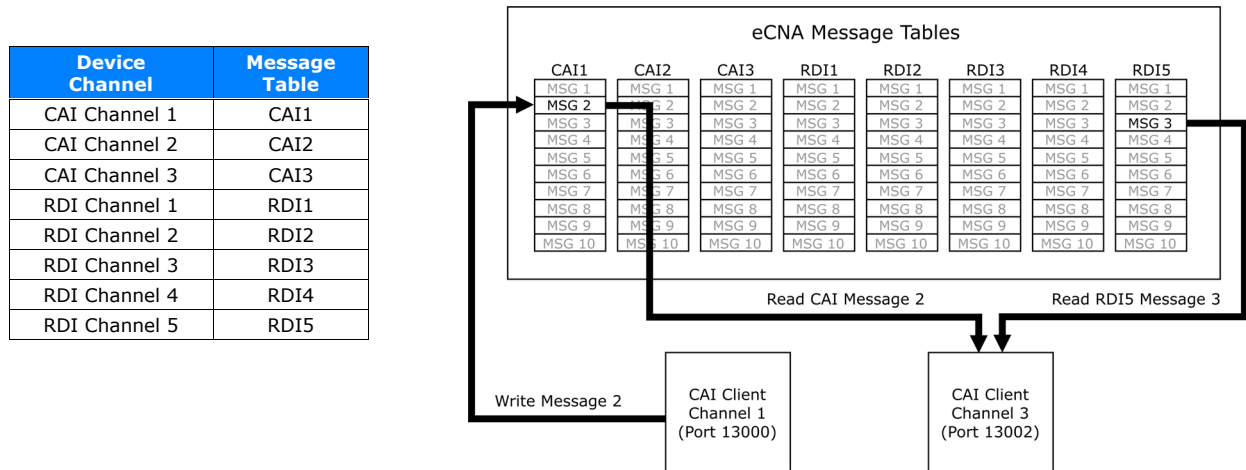 Device Channel Message Table
CAI Channel 1 CAI1
CAI Channel 2 CAI2
CAI Channel 3 CAI3
RDI Channel 1 RDI1
RDI Channel 2 RDI2
RDI Channel 3 RDI3
RDI Channel 4 RDI4
RDI Channel 5 RDI5
eCNA Message Tables
CAI1 CAI2 CAI3 RDI1 RDI2 RDI3 RDI4 RDI5
MSG 1 MSG 1 MSG 1 MSG 1 MSG 1 MSG 1 MSG 1 MSG 1
MSG 2 MSG 2 MSG 2 MSG 2 MSG 2 MSG 2 MSG 2 MSG 2
MSG 3 MSG 3 MSG 3 MSG 3 MSG 3 MSG 3 MSG 3 MSG 3
MSG 4 MSG 4 MSG 4 MSG 4 MSG 4 MSG 4 MSG 4 MSG 4
MSG 5 MSG 5 MSG 5 MSG 5 MSG 5 MSG 5 MSG 5 MSG 5
MSG 6 MSG 6 MSG 6 MSG 6 MSG 6 MSG 6 MSG 6 MSG 6
MSG 7 MSG 7 MSG 7 MSG 7 MSG 7 MSG 7 MSG 7 MSG 7
MSG 8 MSG 8 MSG 8 MSG 8 MSG 8 MSG 8 MSG 8 MSG 8
MSG 9 MSG 9 MSG 9 MSG 9 MSG 9 MSG 9 MSG 9 MSG 9
MSG 10 MSG 10 MSG 10 MSG 10 MSG 10 MSG 10 MSG 10 MSG 10
Read CAI Message 2 Read RDI5 Message 3
Write Message 2
CAI Client
Channel 1
(Port 13000)
CAI Client
Channel 3
(Port 13002)